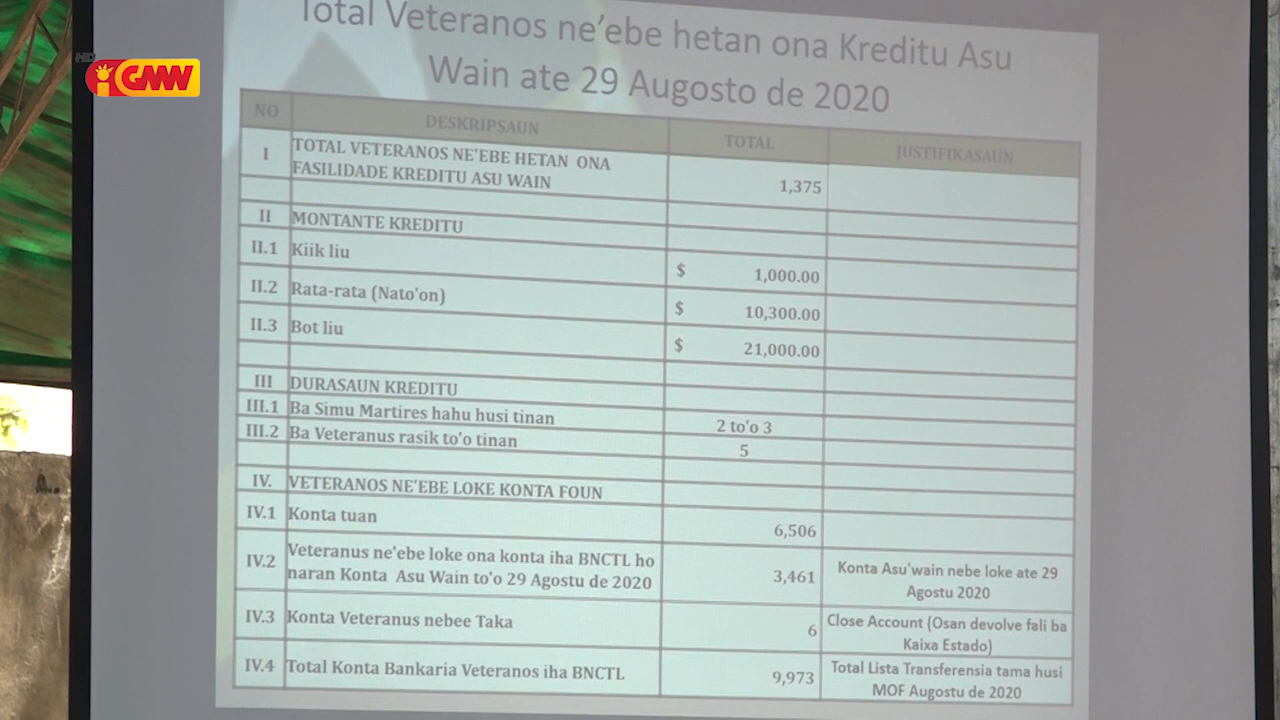 HD
GMN
Total Veteranos ne'ebe hetan ona Kreditu Asu
Wain ate 29 Augosto de 2020
NO DESKRIPSAUN TOTAL JUSTIFIKASAUN
I TOTAL VETERANOS NE'EBE HETAN ONA
FASILIDADE KREDITU ASU WAIN 1,375
II MONTANTE KREDITU
II.1 Kiik liu $ 1,000.00
II.2 Rata-rata (Nato'on) $ 10,300.00
II.3 Bot liu $ 21,000.00
III DURASAUN KREDITU
III.1 Ba Simu Martires hahu husi tinan 2 to'o 3
III.2 Ba Veteranus rasik to'o tinan 5
IV. VETERANOS NE'EBE LOKE KONTA FOUN
IV.1 Konta tuan 6,506
IV.2 Veteranus ne'ebe loke ona konta iha BNCTL ho
naran Konta Asu Wain to'o 29 Agostu de 2020 3,461 Konta Asu'wain nebe loke ate 29
Agostu 2020
IV.3 Konta Veteranus nebee Taka 6 Close Account (Osan devolve fali ba
Kaixa Estado)
IV.4 Total Konta Bankaria Veteranos iha BNCTL 9,973 Total Lista Transferensia tama husi
MOF Augostu de 2020